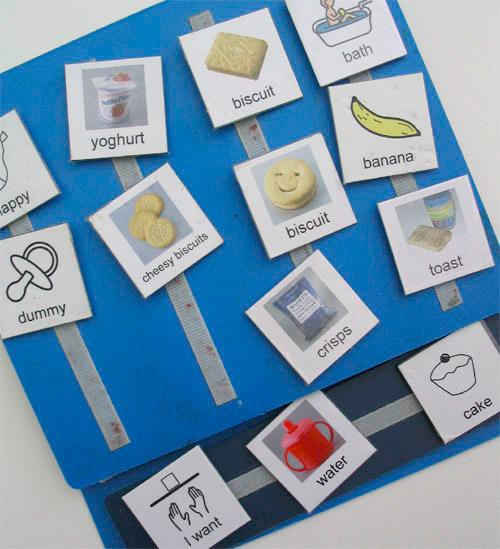 bath
biscuit
yoghurt
banana
appy
biscuit
cheesy biscuits
toast
dummy
crisps
cake
water
I want